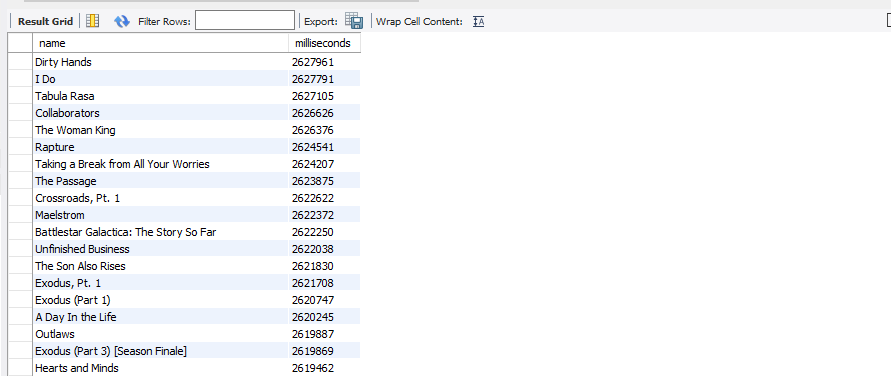 Result Grid Filter Rows: Export: Wrap Cell Content:
name milliseconds
Dirty Hands 2627961
I Do 2627791
Tabula Rasa 2627105
Collaborators 2626626
The Woman King 2626376
Rapture 2624541
Taking a Break from All Your Worries 2624207
The Passage 2623875
Crossroads, Pt. 1 2622622
Maelstrom 2622372
Battlestar Galactica: The Story So Far 2622250
Unfinished Business 2622038
The Son Also Rises 2621830
Exodus, Pt. 1 2621708
Exodus (Part 1) 2620747
A Day In the Life 2620245
Outlaws 2619887
Exodus (Part 3) [Season Finale] 2619869
Hearts and Minds 2619462